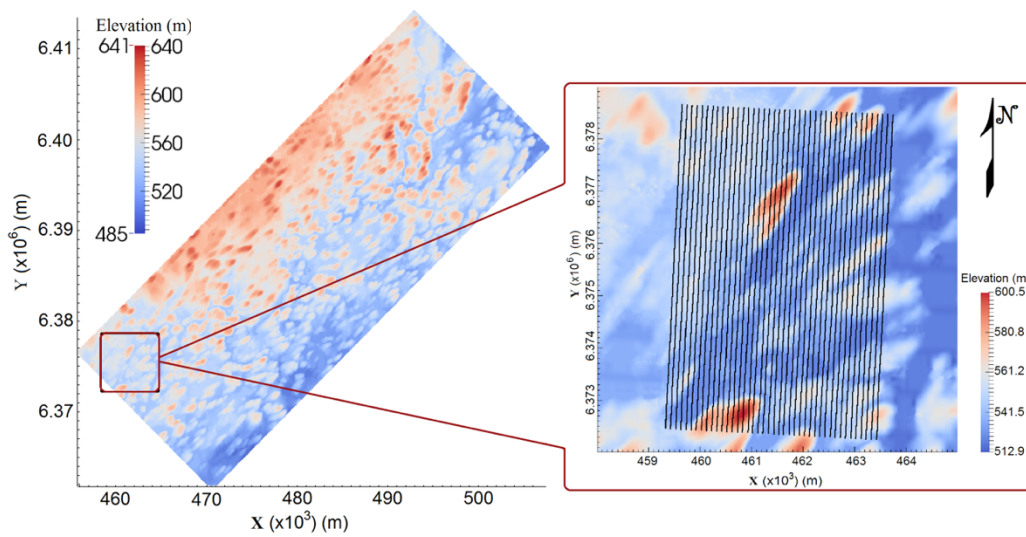 Elevation (m)
641 640
600
560
520
485
6.41
6.40
6.39
6.38
6.37
Y (x10⁶) (m)
460 470 480 493 490 500
X (x10³) (m)
N
6.378
6.377
6.376
6.375
6.374
6.373
Y (x10⁶) (m)
459 460 461 462 463 464
X (x10³) (m)
Elevation (m)
600.5
580.8
561.2
541.5
512.9